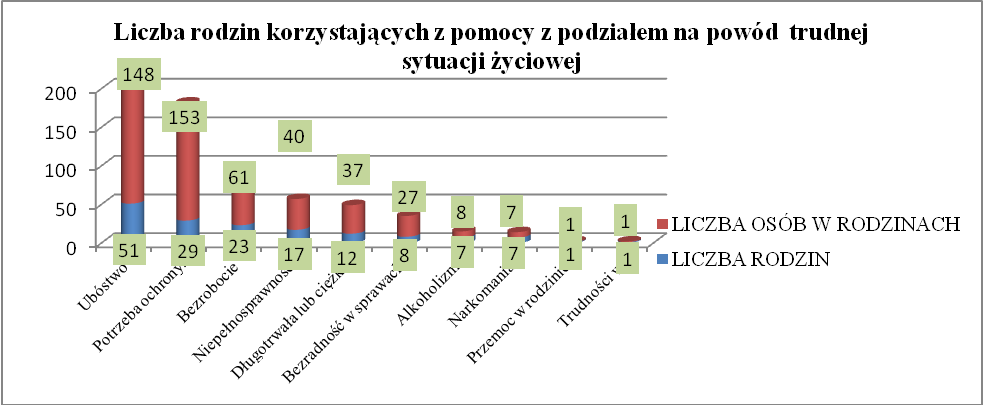 Liczba rodzin korzystających z pomocy z podziałem na powód trudnej
sytuacji życiowej
200
150
100
50
0
148
153
61
40
37
27
8
7
1
1
51
29
23
17
12
8
7
7
1
1
Ubóstwo
Potrzeba ochrony
Bezrobocie
Niepełnosprawność
Długotrwała lub ciężka
Bezradność w sprawach
Alkoholizm
Narkomania
Przemoc w rodzinie
Trudności w
LICZBA OSÓB W RODZINACH
LICZBA RODZIN